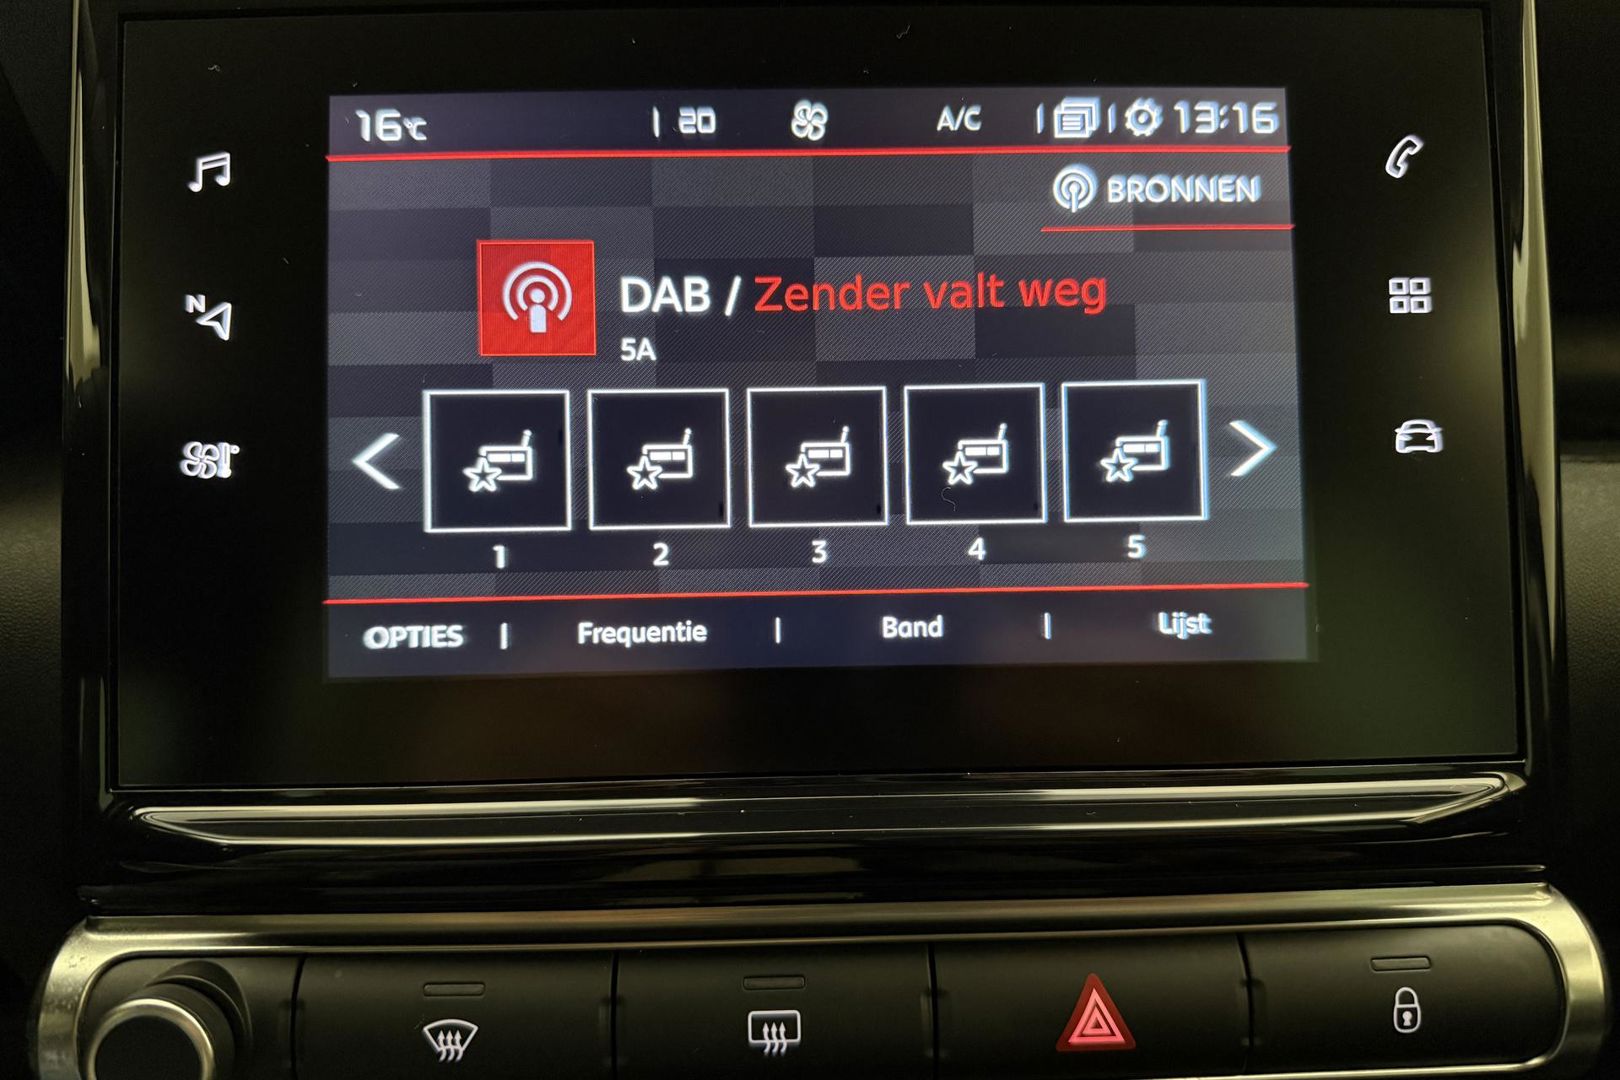 16°C | 20 A/C | | 13:16
BRONNEN
DAB / Zender valt weg
5A
N
1 2 3 4 5
OPTIES | Frequentie | Band | Lijst